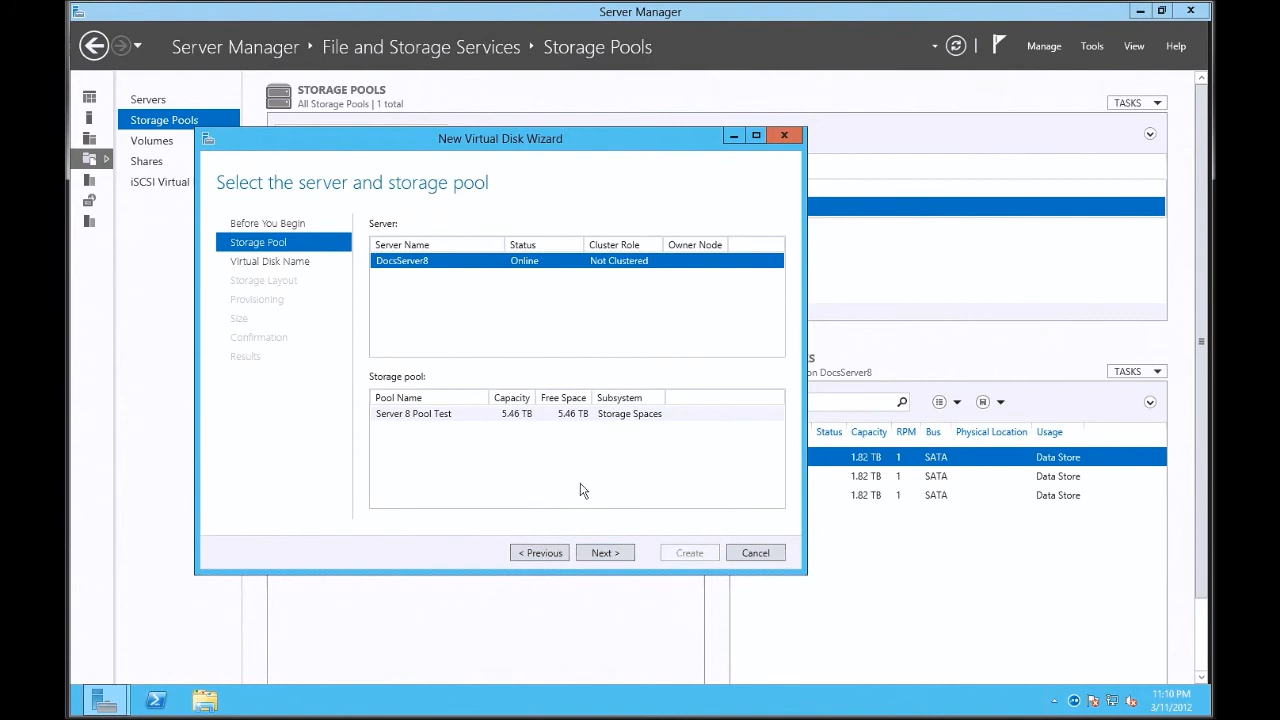 Server Manager
Server Manager ‣ File and Storage Services ‣ Storage Pools
Manage Tools View Help
Servers
Storage Pools
Volumes
Shares
iSCSI Virtual
STORAGE POOLS
All Storage Pools | 1 total
TASKS
New Virtual Disk Wizard
Select the server and storage pool
Before You Begin
Storage Pool
Virtual Disk Name
Storage Layout
Provisioning
Size
Confirmation
Results
Server:
Server Name Status Cluster Role Owner Node
DocsServer8 Online Not Clustered
Storage pool:
Pool Name Capacity Free Space Subsystem
Server 8 Pool Test 5.46 TB 5.46 TB Storage Spaces
< Previous Next > Create Cancel
S
on DocsServer8
TASKS
Status Capacity RPM Bus Physical Location Usage
1.82 TB 1 SATA Data Store
1.82 TB 1 SATA Data Store
1.82 TB 1 SATA Data Store
11:10 PM
3/11/2012